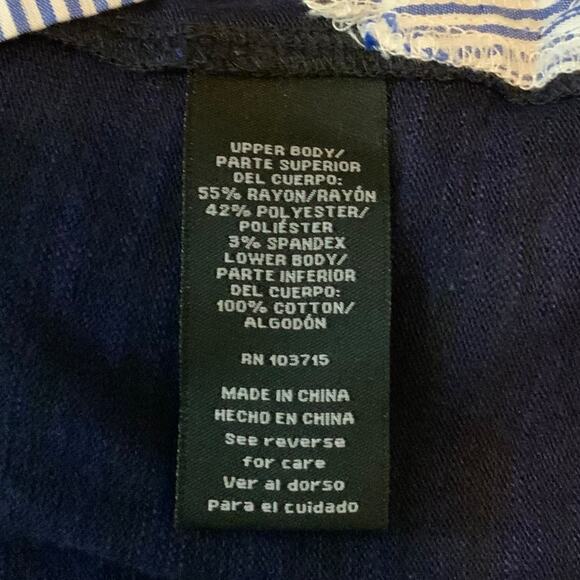 UPPER BODY/
PARTE SUPERIOR
DEL CUERPO:
55% RAYON/RAYÓN
42% POLYESTER/
POLIÉSTER
3% SPANDEX
LOWER BODY/
PARTE INFERIOR
DEL CUERPO:
100% COTTON/
ALGODÓN
RN 103715
MADE IN CHINA
HECHO EN CHINA
See reverse
for care
Ver al dorso
Para el cuidado